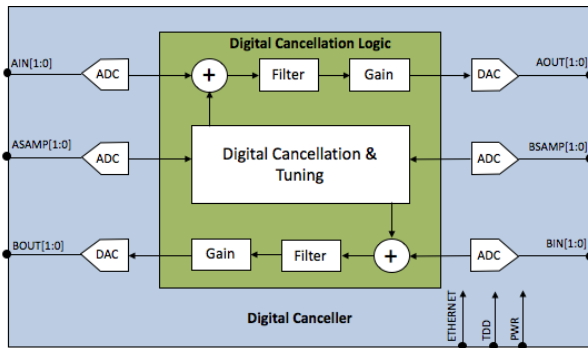 Digital Cancellation Logic
AIN[1:0]
ADC
+
Filter
Gain
DAC
AOUT[1:0]
ASAMP[1:0]
ADC
Digital Cancellation &
Tuning
ADC
BSAMP[1:0]
BOUT[1:0]
DAC
Gain
Filter
+
ADC
BIN[1:0]
Digital Canceller
ETHERNET
TDD
PWR